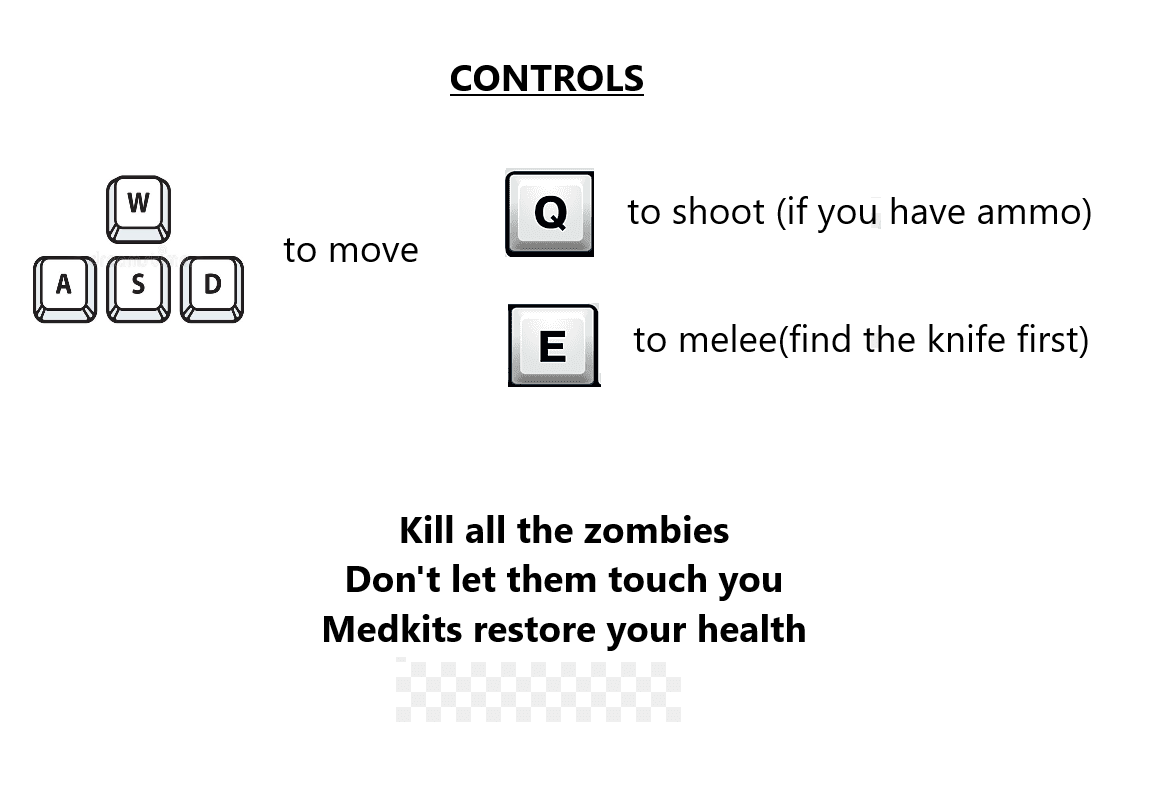 CONTROLS
W
A S D
to move
Q
to shoot (if you have ammo)
E
to melee(find the knife first)
Kill all the zombies
Don't let them touch you
Medkits restore your health